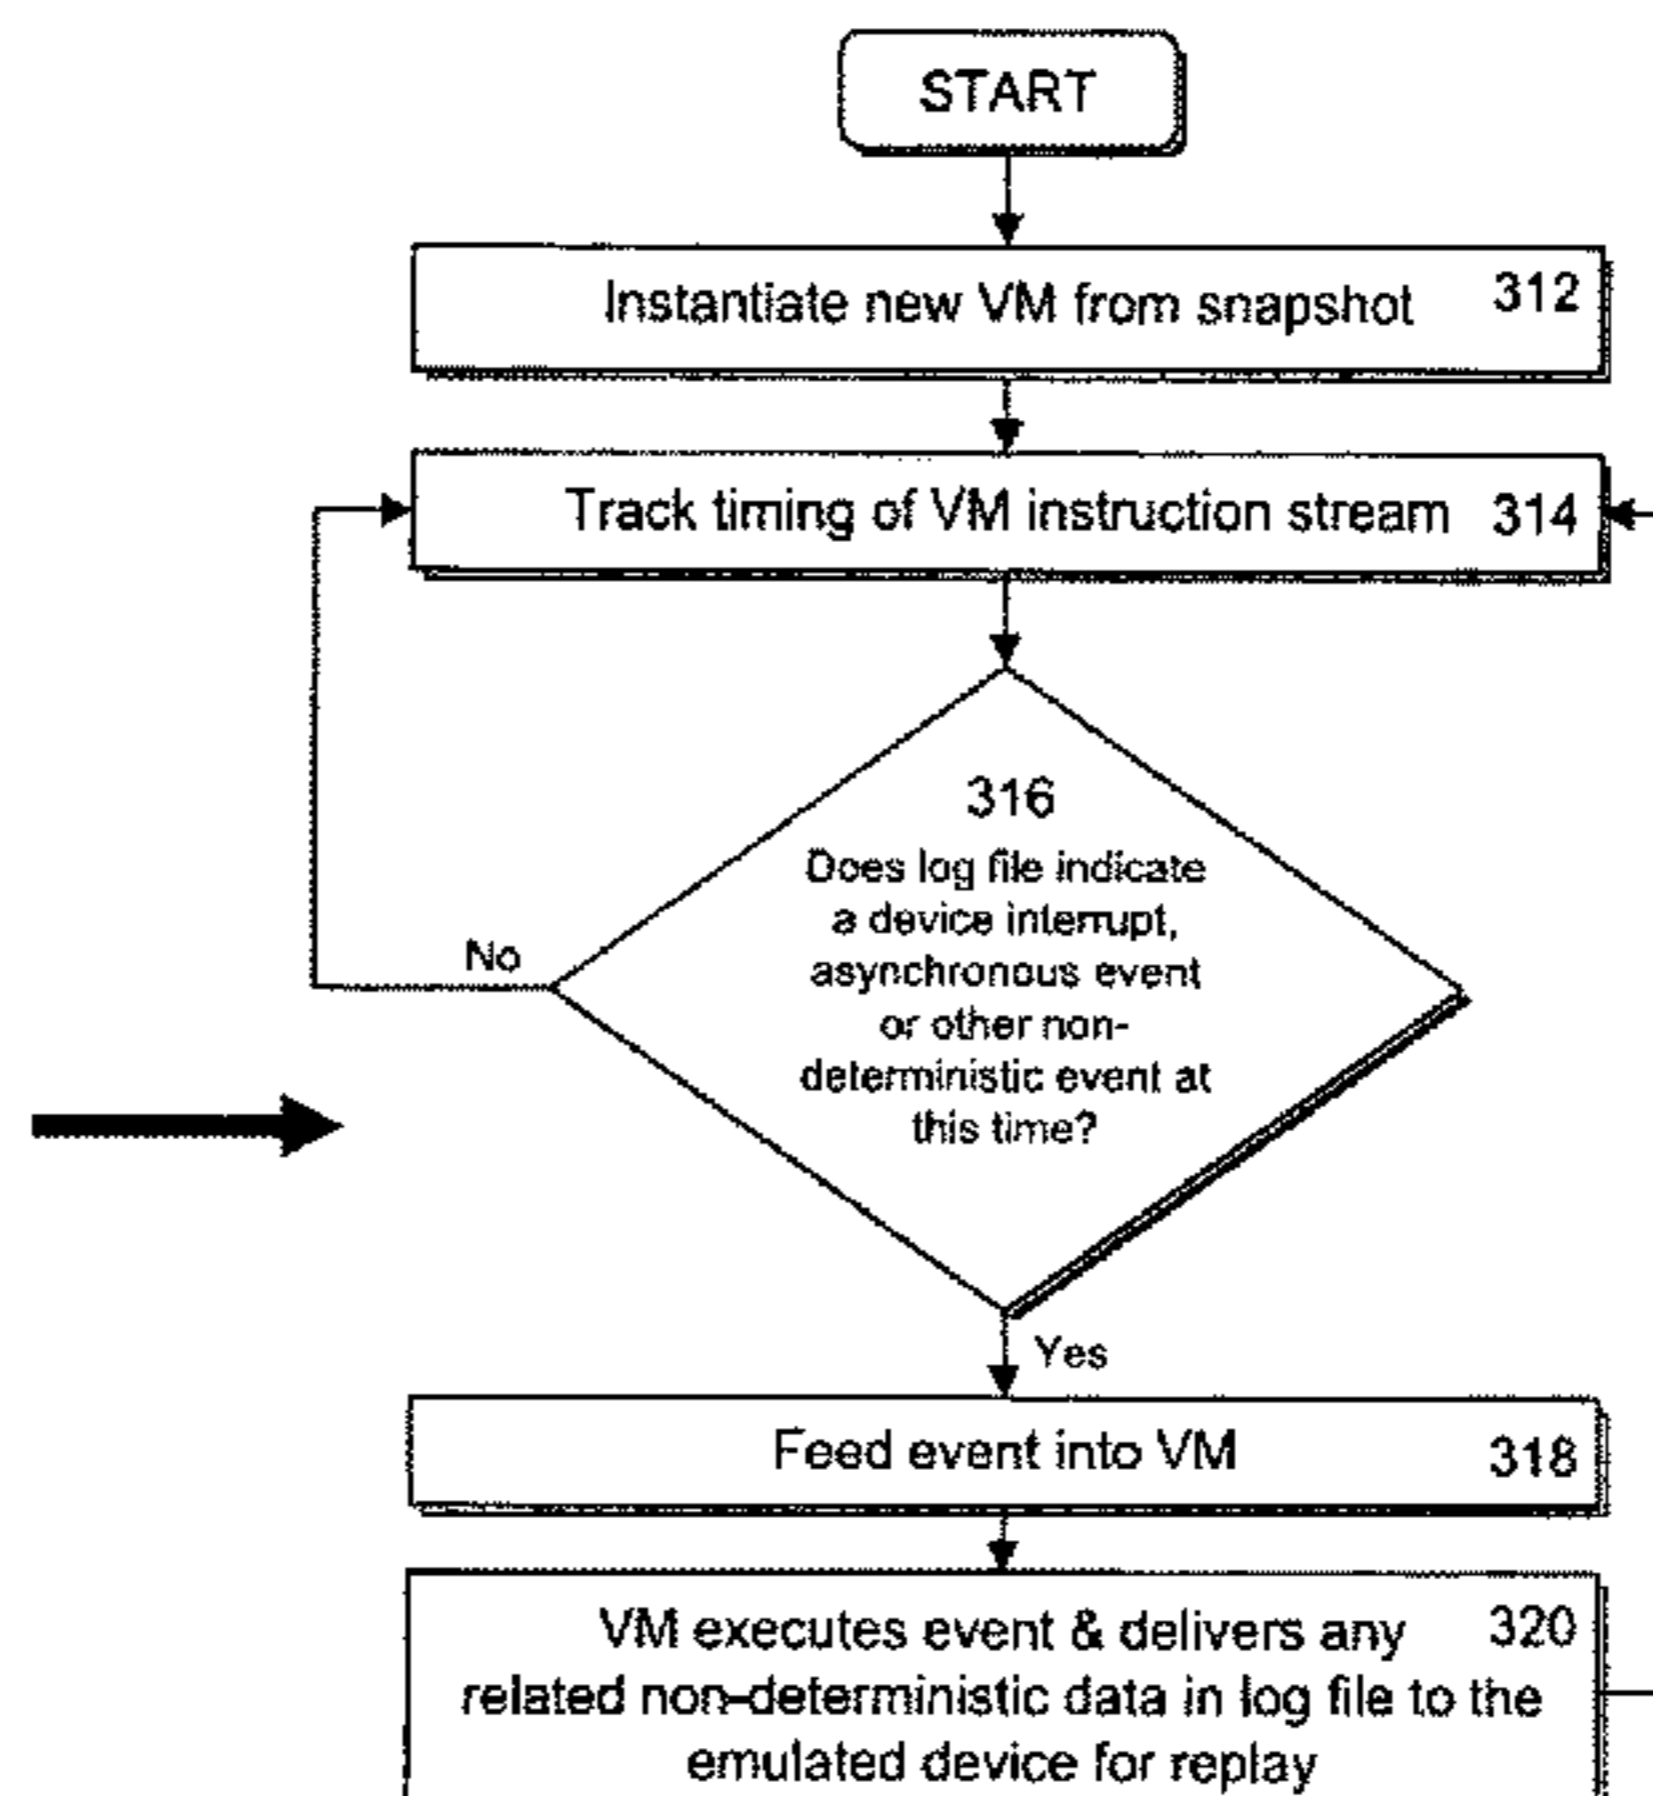 START
Instantiate new VM from snapshot 312
Track timing of VM instruction stream 314
316
Does log file indicate
a device interrupt,
asynchronous event
or other non-
deterministic event at
this time?
No
Yes
Feed event into VM 318
VM executes event & delivers any 320
related non-deterministic data in log file to the
emulated device for replay